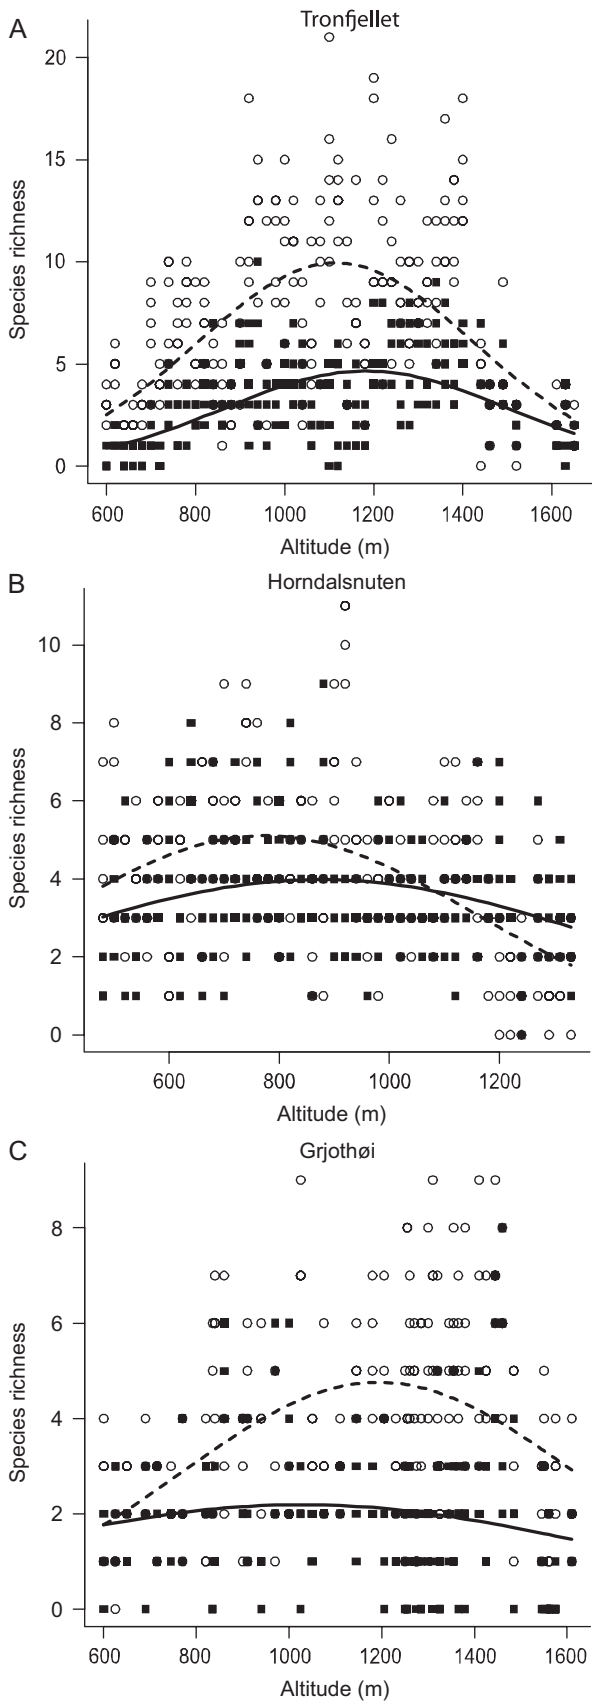 A
Tronfjellet
Species richness
20
15
10
5
0
600 800 1000 1200 1400 1600
Altitude (m)
B
Horndalsnuten
Species richness
10
8
6
4
2
0
600 800 1000 1200
Altitude (m)
C
Grjothøi
Species richness
8
6
4
2
0
600 800 1000 1200 1400 1600
Altitude (m)